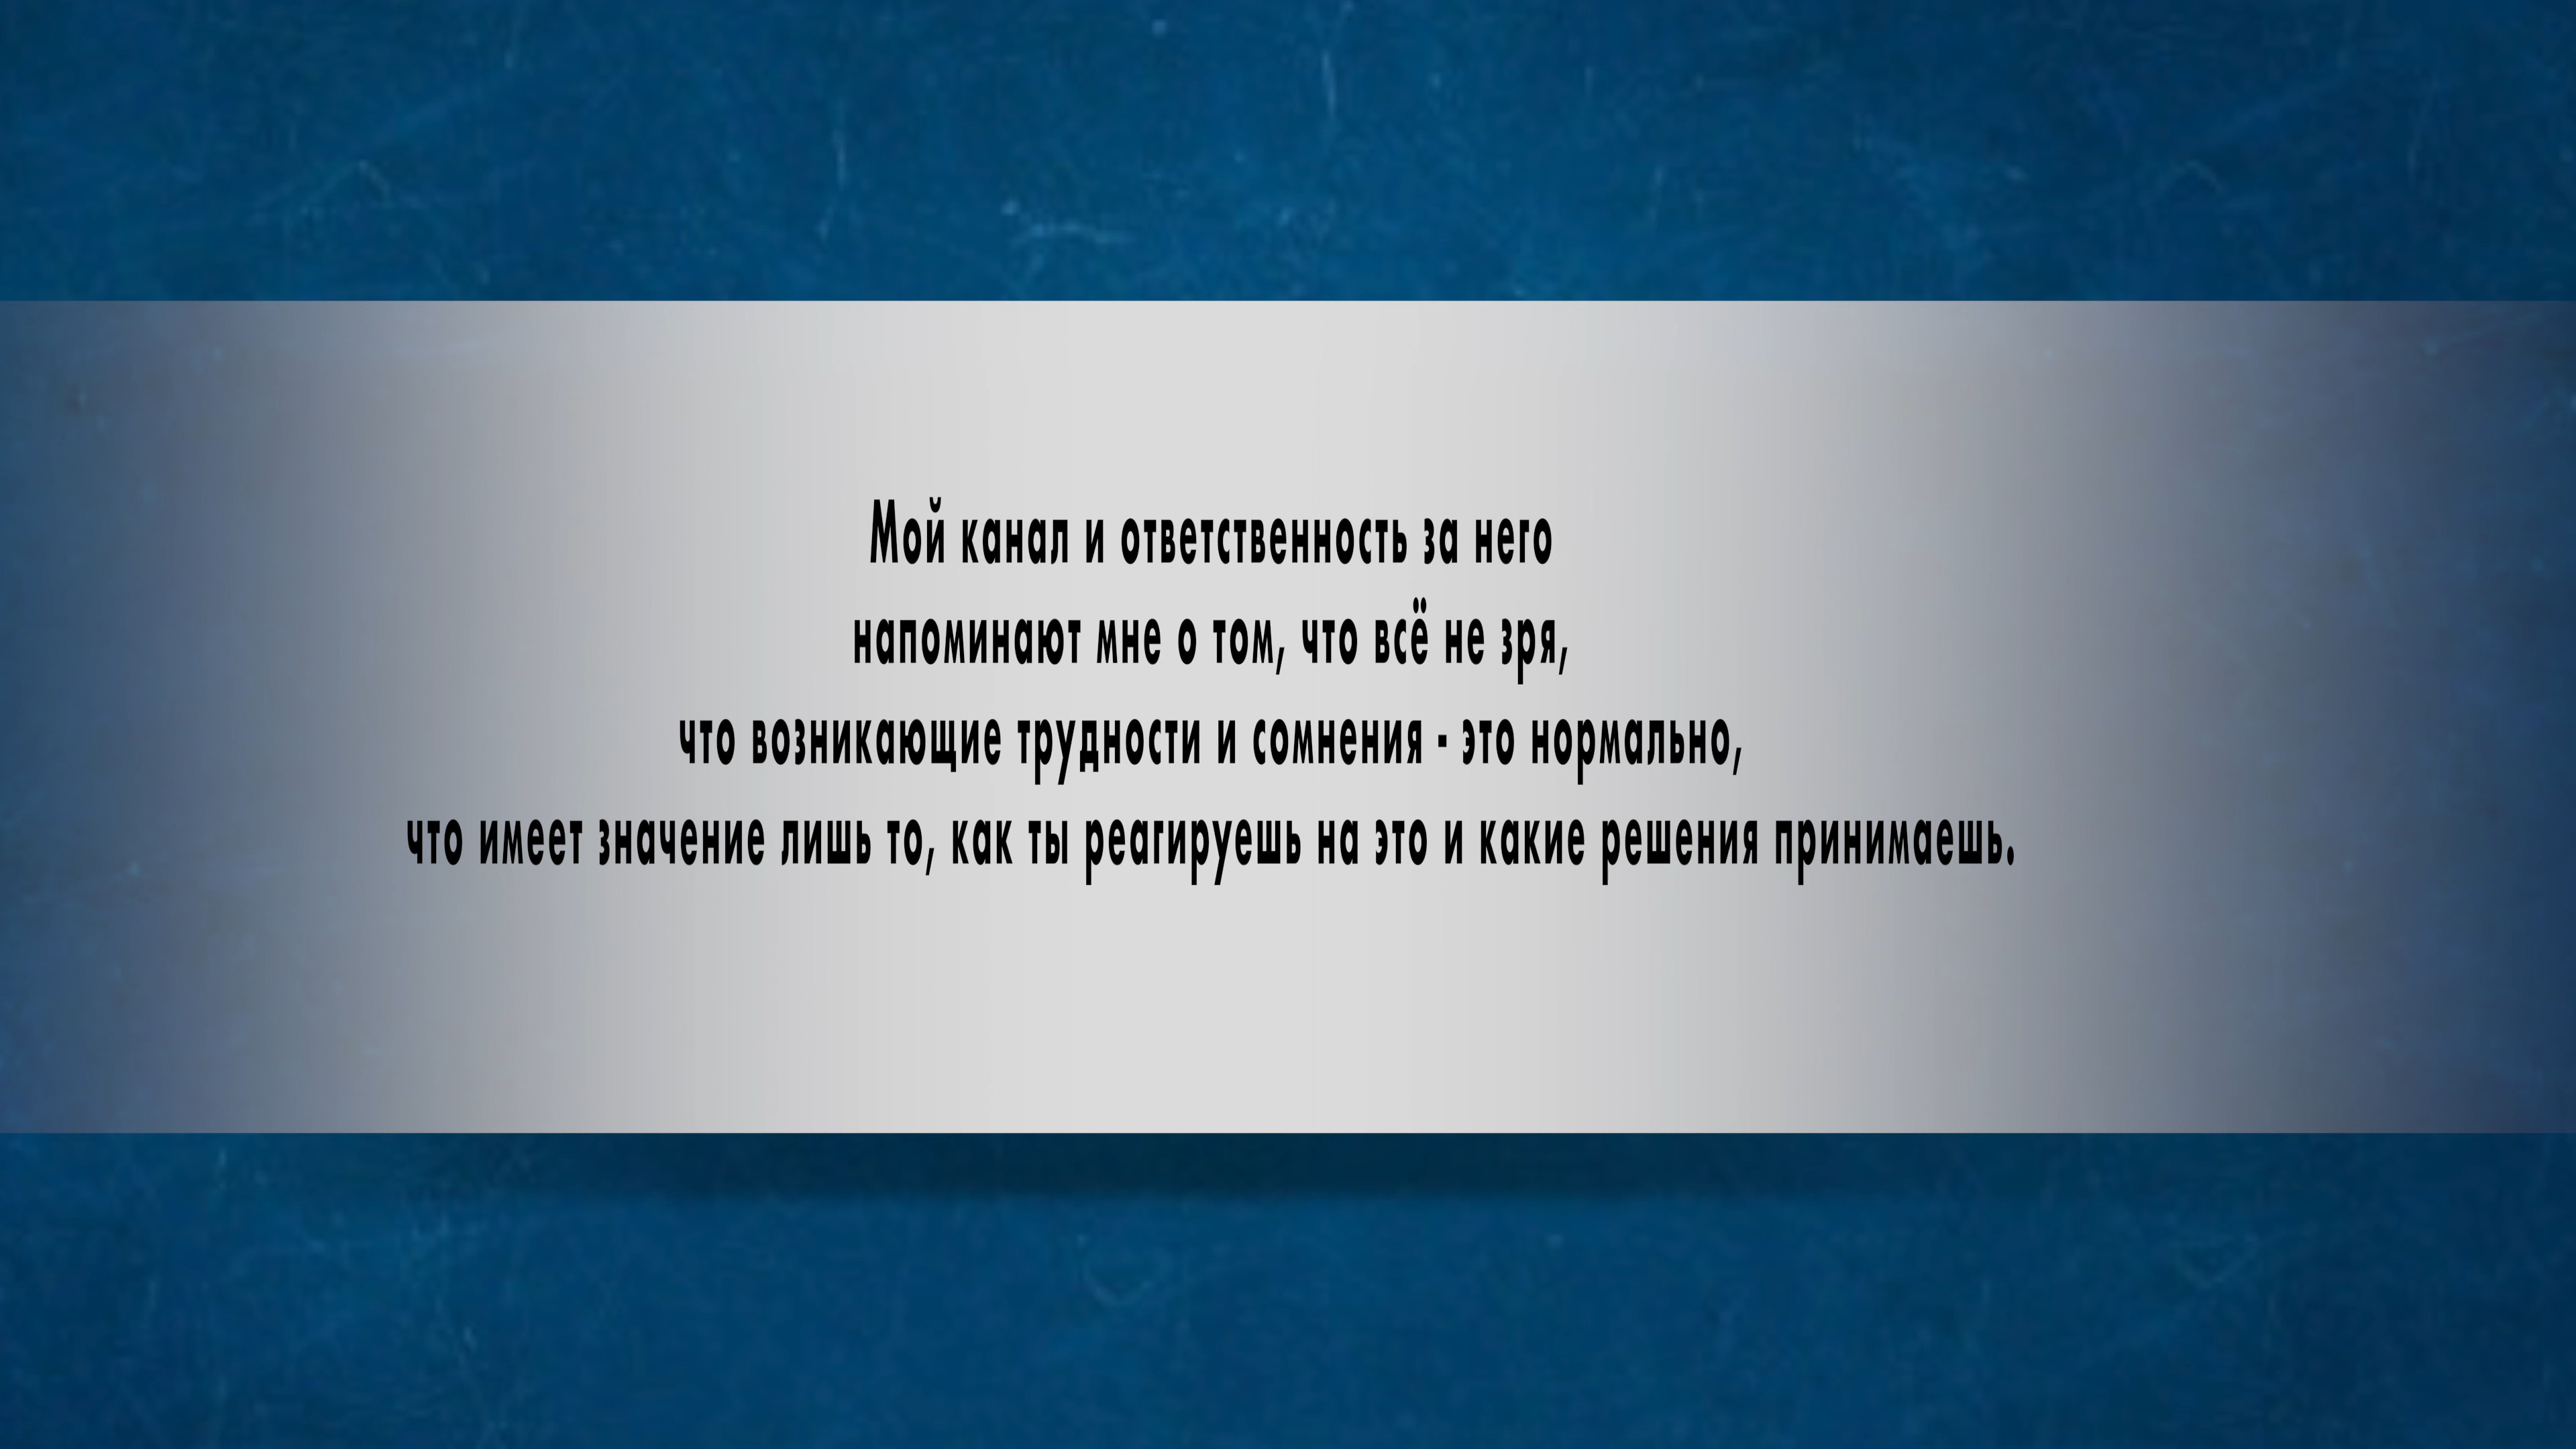 Мой канал и ответственность за него
напоминают мне о том, что всё не зря,
что возникающие трудности и сомнения - это нормально,
что имеет значение лишь то, как ты реагируешь на это и какие решения принимаешь.